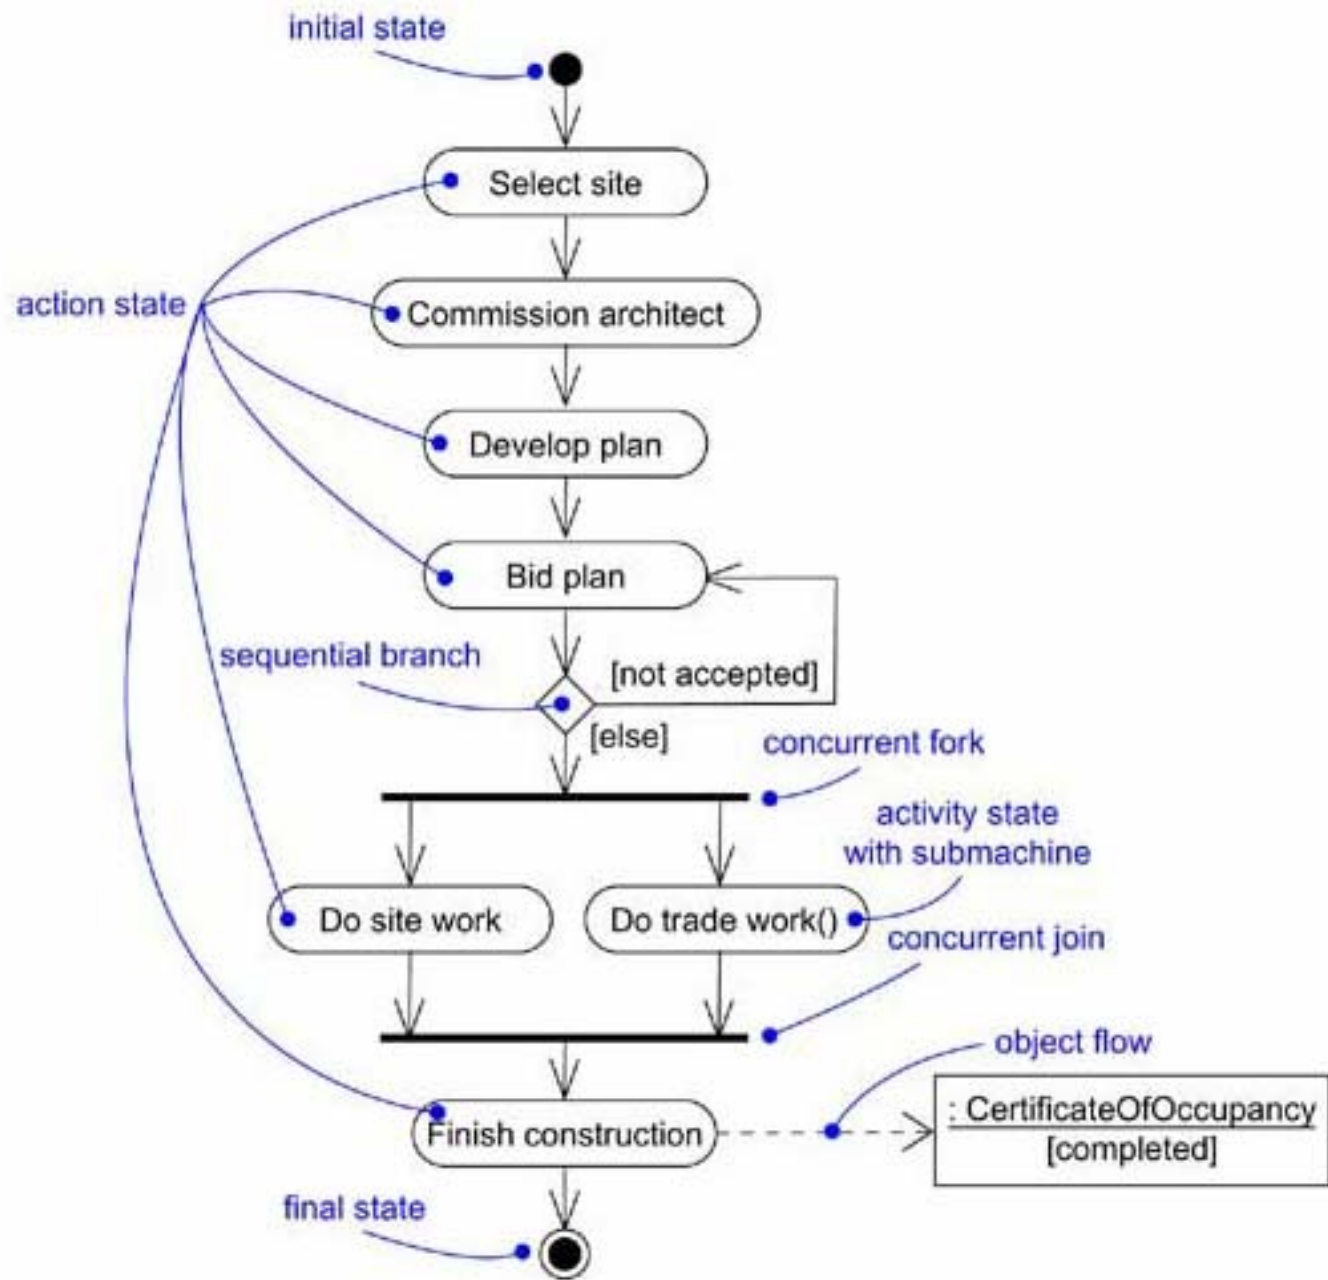 initial state
Select site
action state
Commission architect
Develop plan
Bid plan
sequential branch
[not accepted]
[else]
concurrent fork
activity state
with submachine
Do site work
Do trade work()
concurrent join
object flow
: CertificateOfOccupancy
[completed]
Finish construction
final state